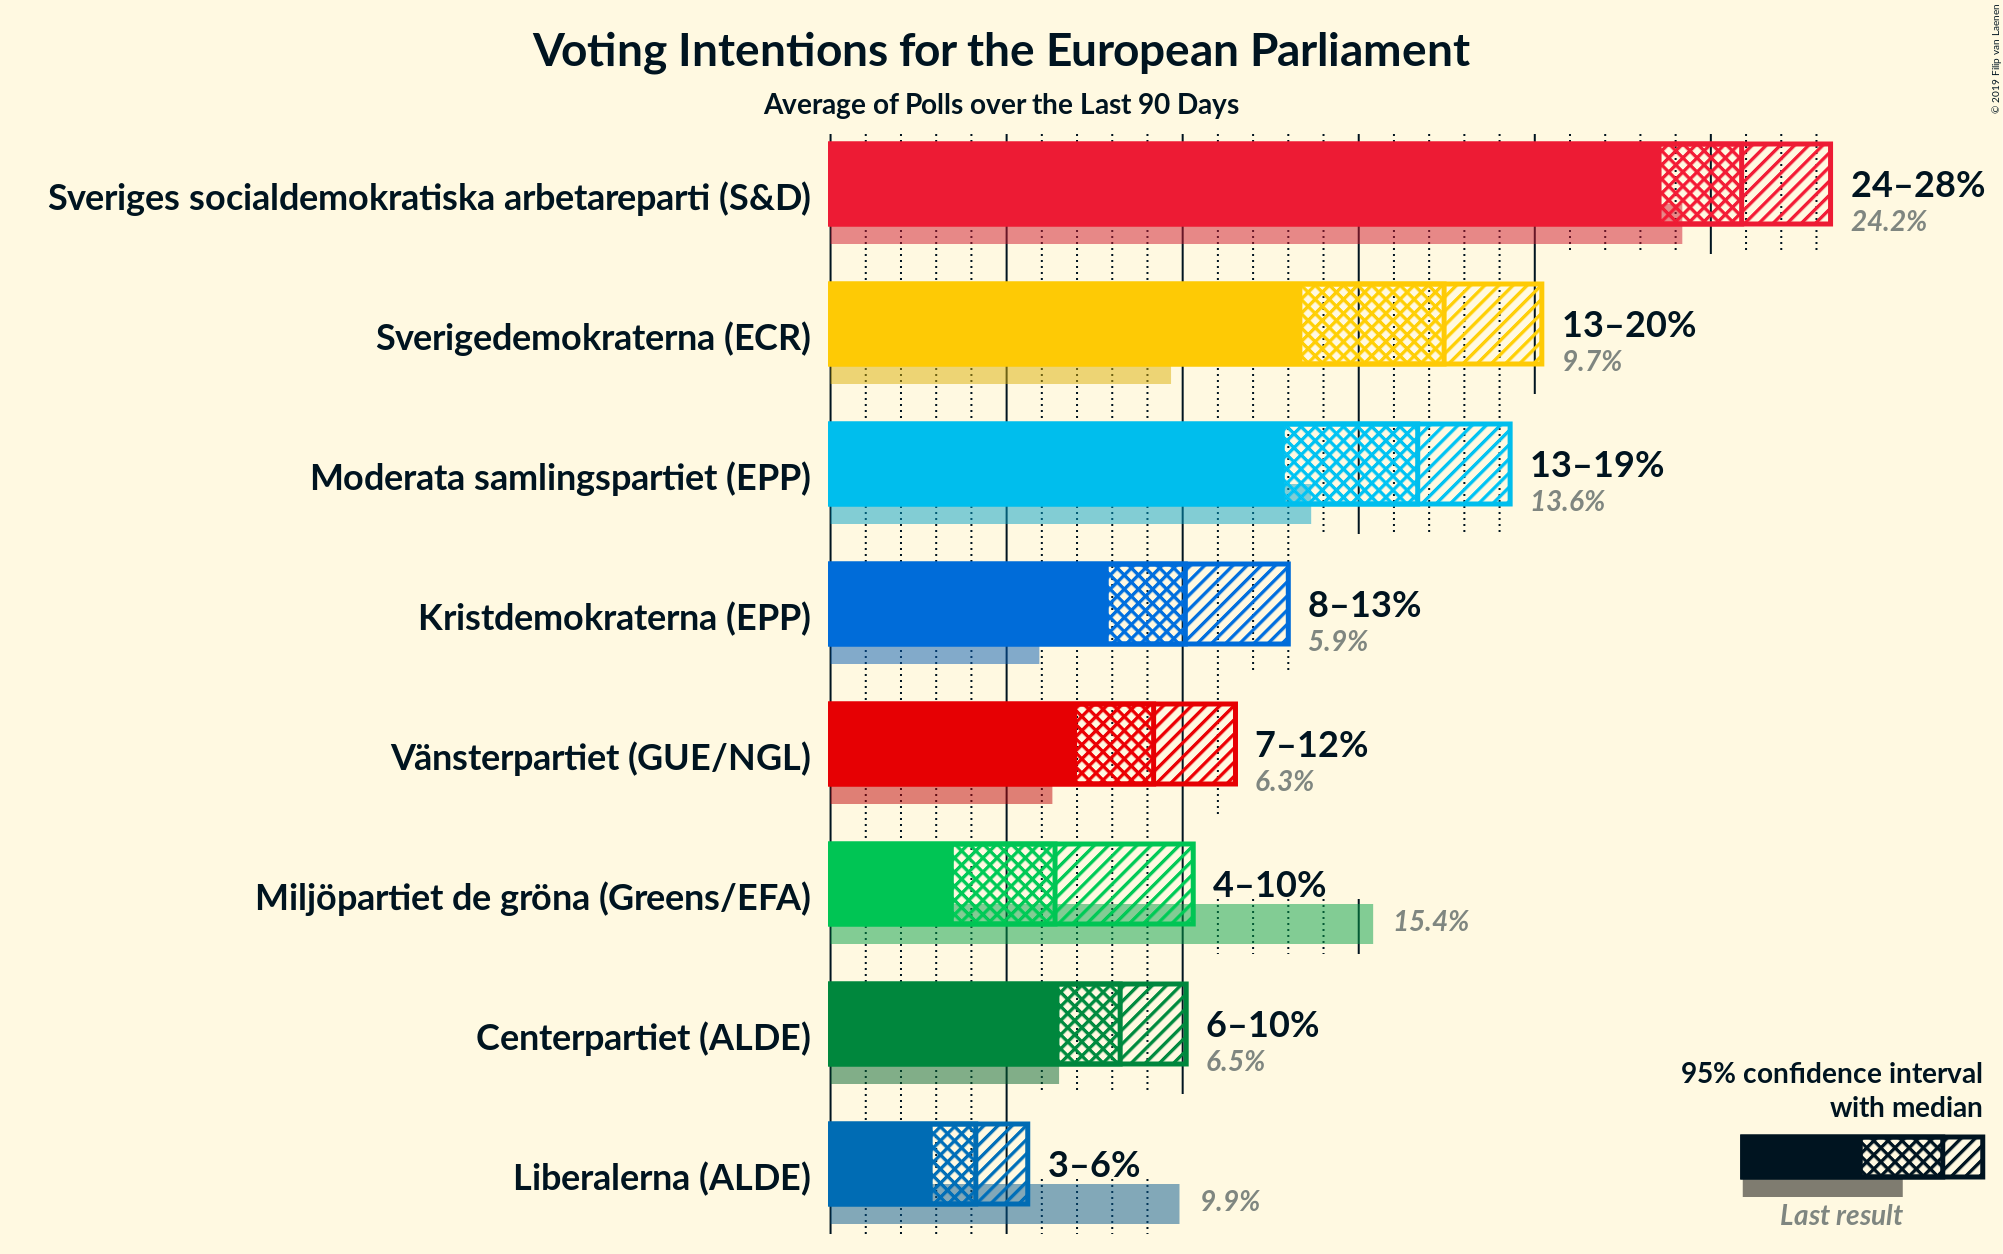 Voting Intentions for the European Parliament
Average of Polls over the Last 90 Days
© 2019 Filip van Laenen
Sveriges socialdemokratiska arbetareparti (S&D)
24–28%
24.2%
Sverigedemokraterna (ECR)
13–20%
9.7%
Moderata samlingspartiet (EPP)
13–19%
13.6%
Kristdemokraterna (EPP)
8–13%
5.9%
Vänsterpartiet (GUE/NGL)
7–12%
6.3%
Miljöpartiet de gröna (Greens/EFA)
4–10%
15.4%
Centerpartiet (ALDE)
6–10%
6.5%
Liberalerna (ALDE)
3–6%
9.9%
95% confidence interval
with median
Last result